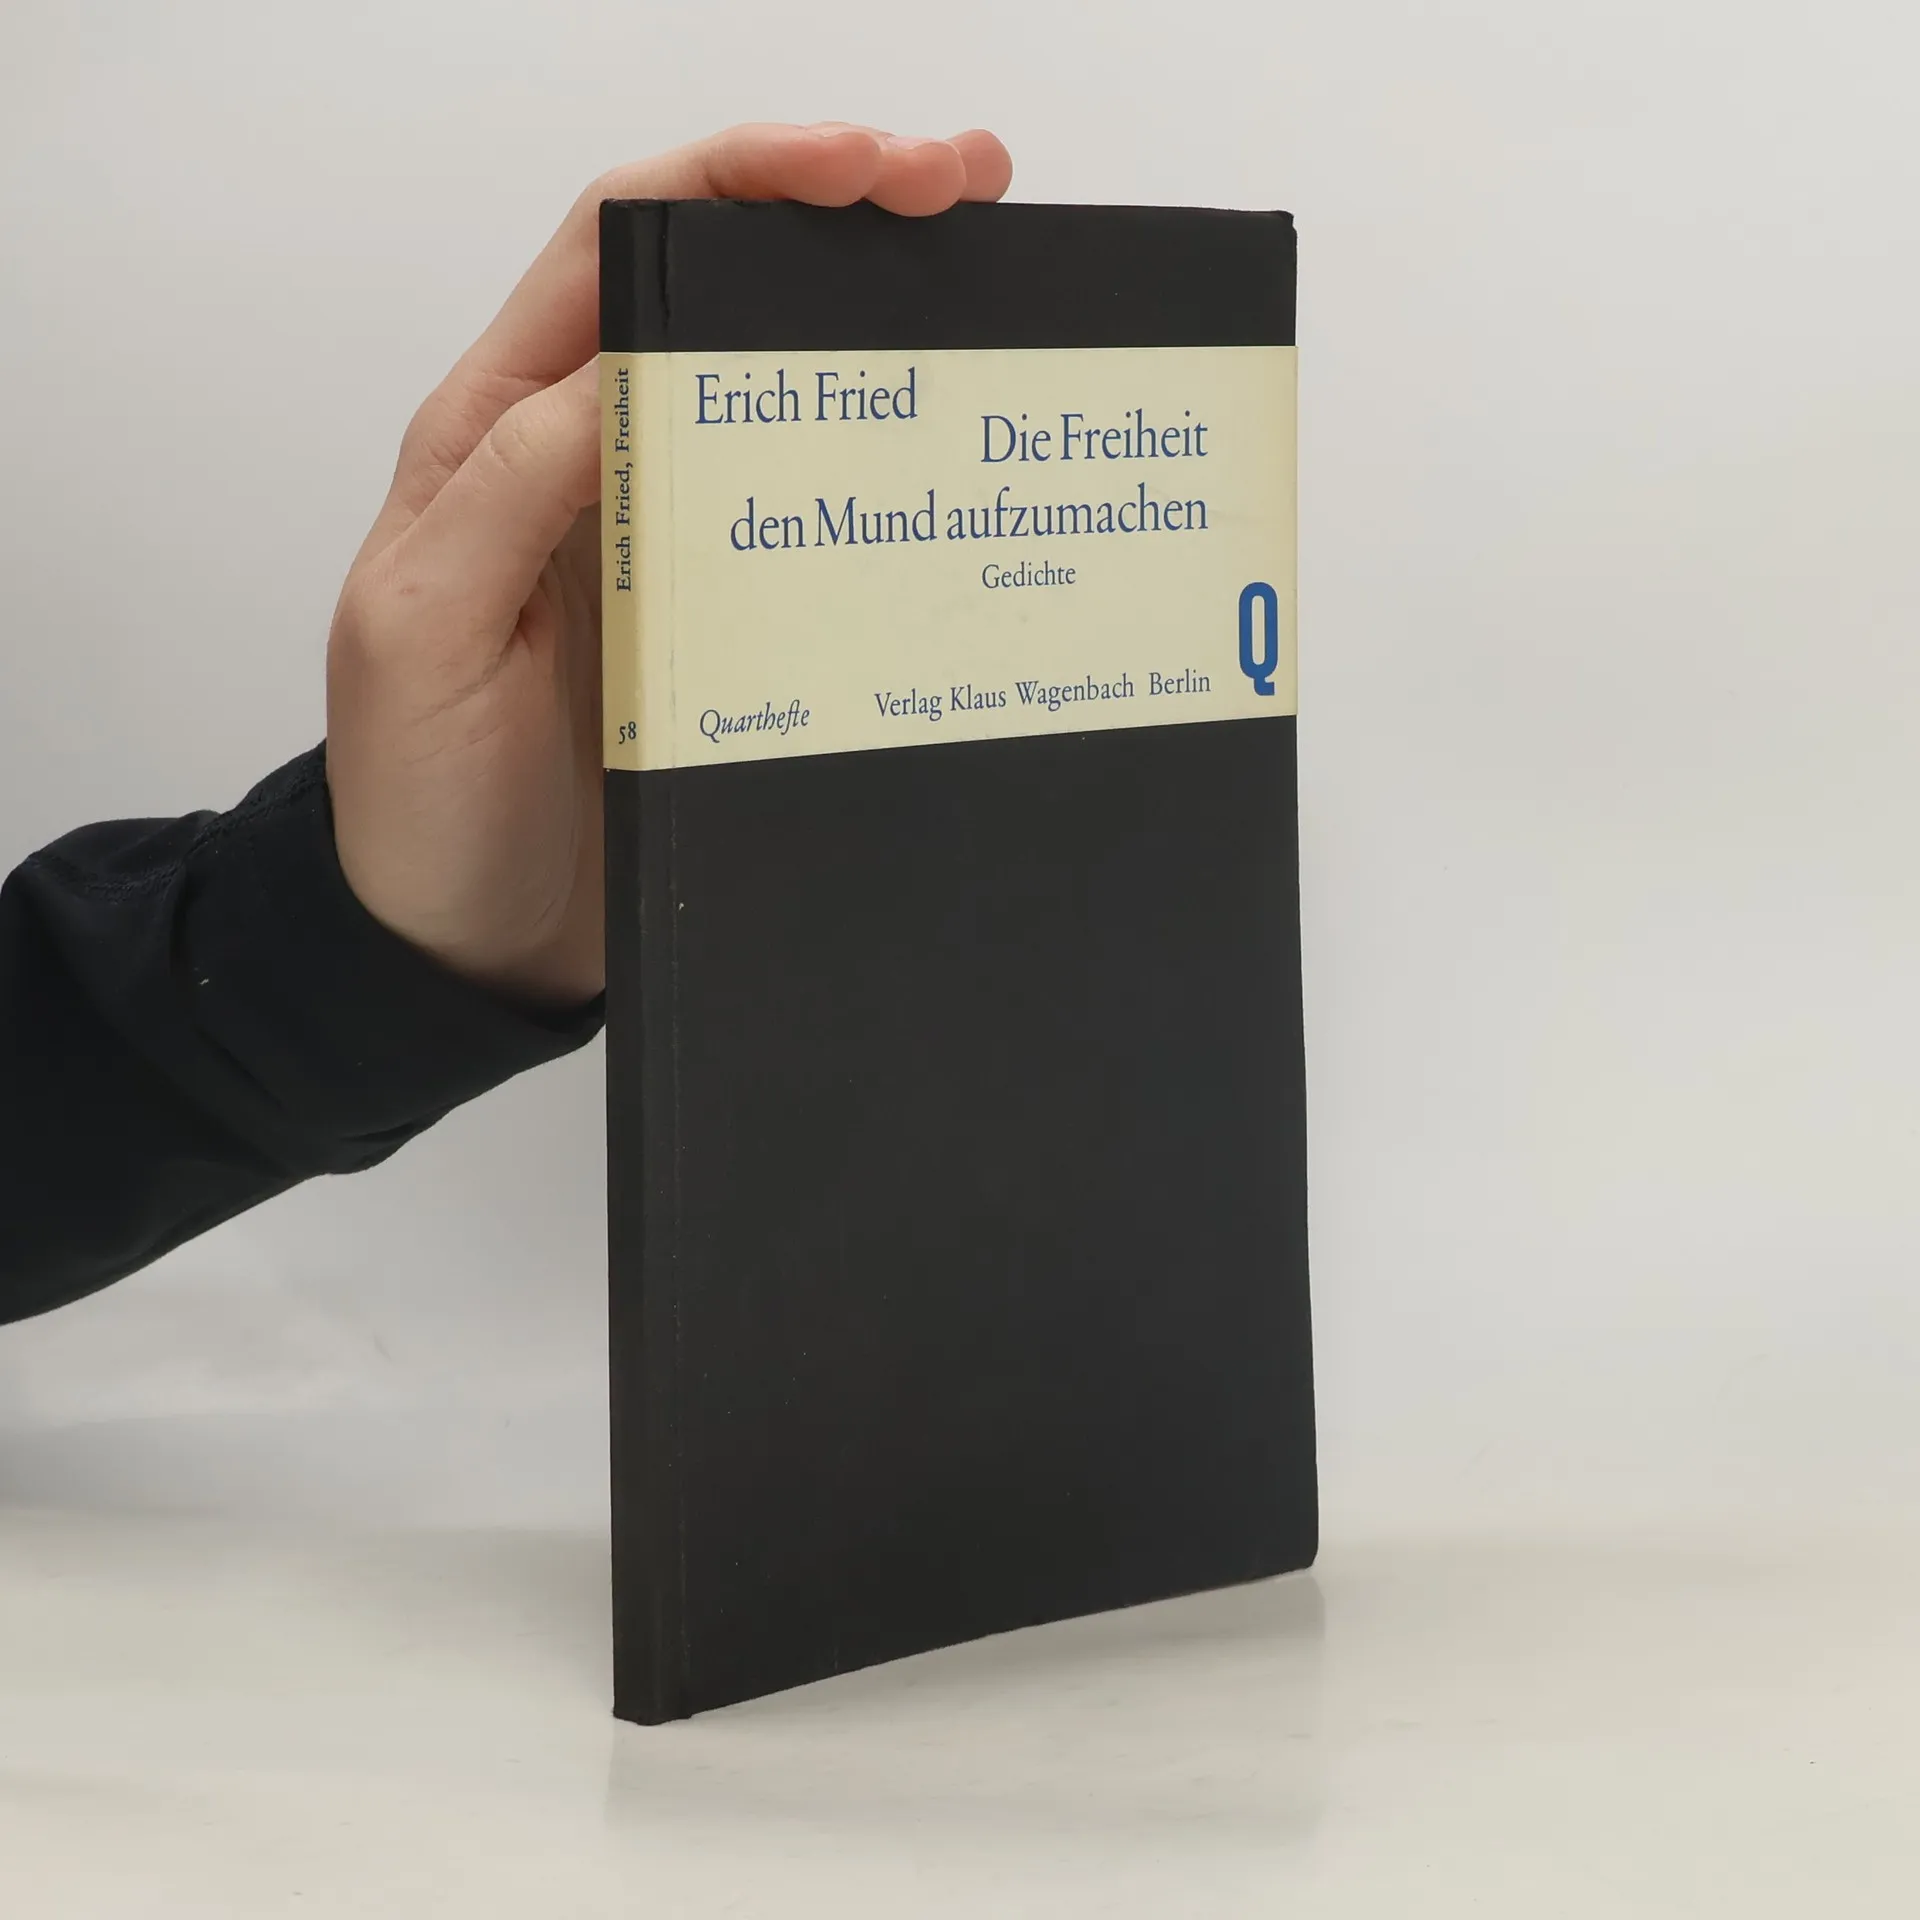 Erich Fried, Freiheit
58
Erich Fried
Die Freiheit
den Mund aufzumachen
Gedichte
Q
Quarthefte
Verlag Klaus Wagenbach Berlin